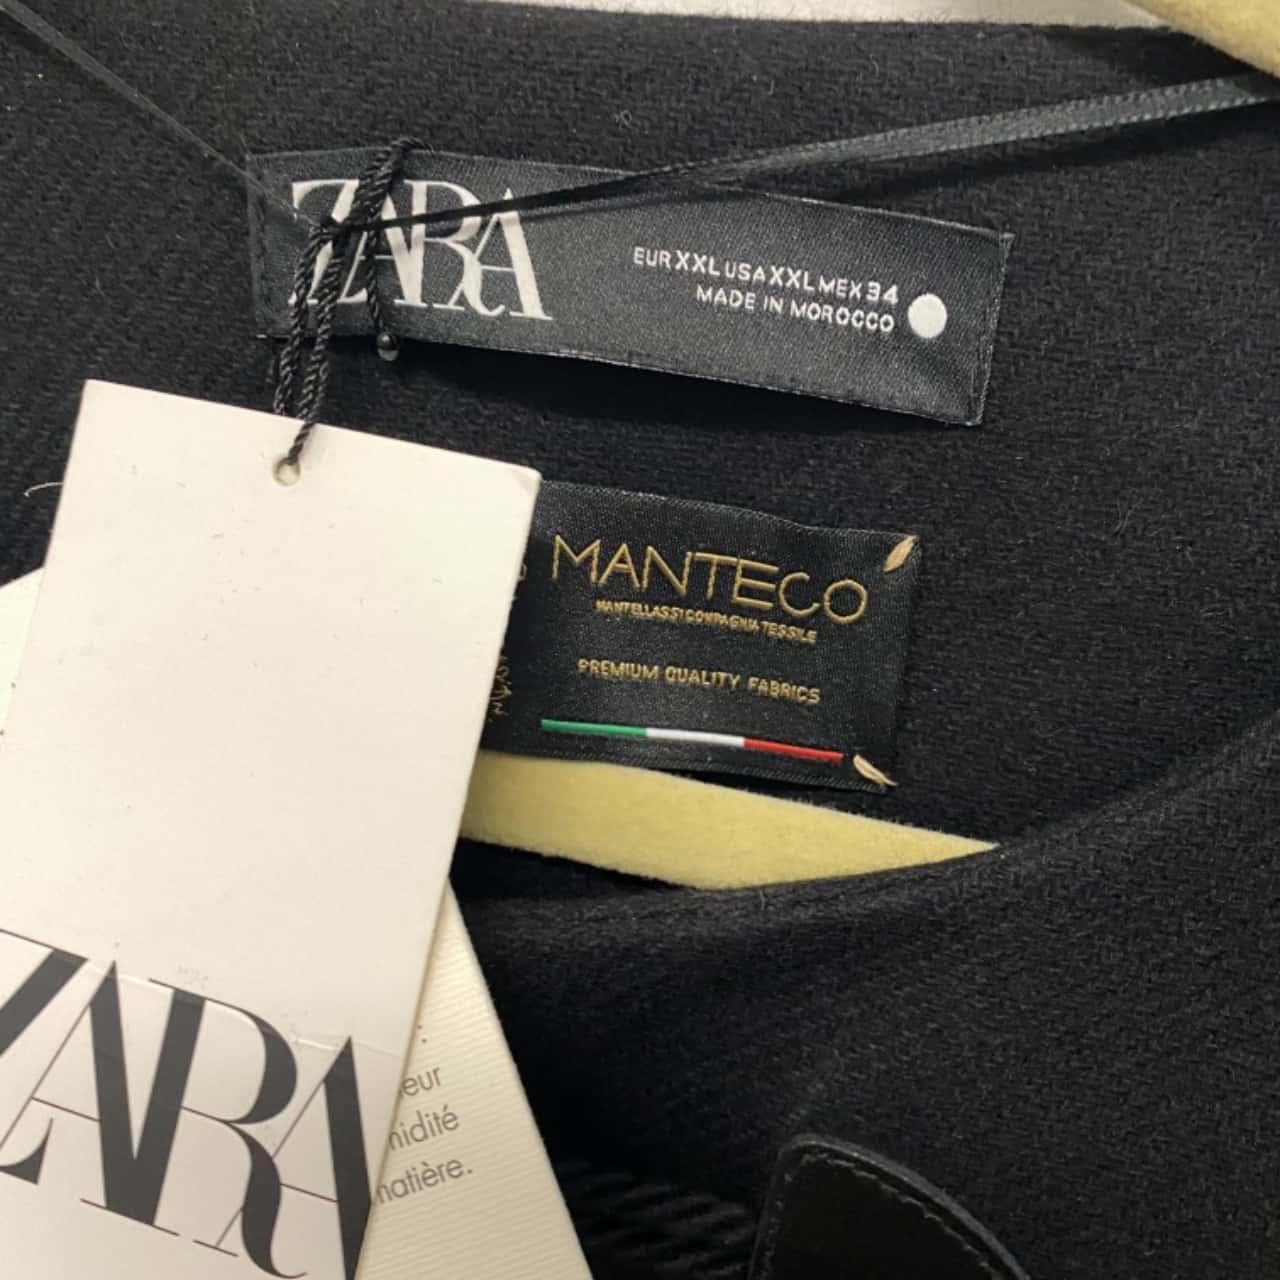 ZARA
EUR XXL USA XXL MEX 34
MADE IN MOROCCO
MANTECO
MANTELLASSI COMPAGNIA TESSILE
PREMIUM QUALITY FABRICS
ZARA
eur
midité
matière.